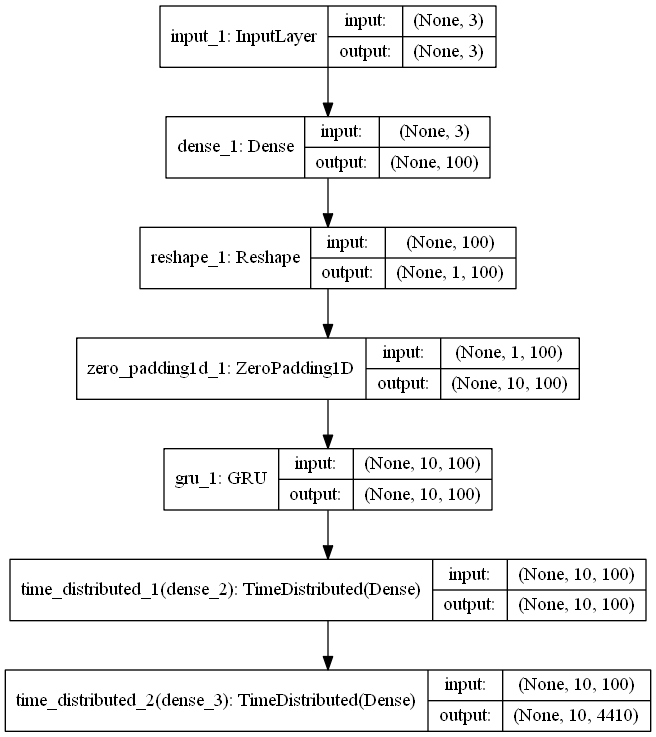 input_1: InputLayer input: (None, 3)
output: (None, 3)
dense_1: Dense input: (None, 3)
output: (None, 100)
reshape_1: Reshape input: (None, 100)
output: (None, 1, 100)
zero_padding1d_1: ZeroPadding1D input: (None, 1, 100)
output: (None, 10, 100)
gru_1: GRU input: (None, 10, 100)
output: (None, 10, 100)
time_distributed_1(dense_2): TimeDistributed(Dense) input: (None, 10, 100)
output: (None, 10, 100)
time_distributed_2(dense_3): TimeDistributed(Dense) input: (None, 10, 100)
output: (None, 10, 4410)